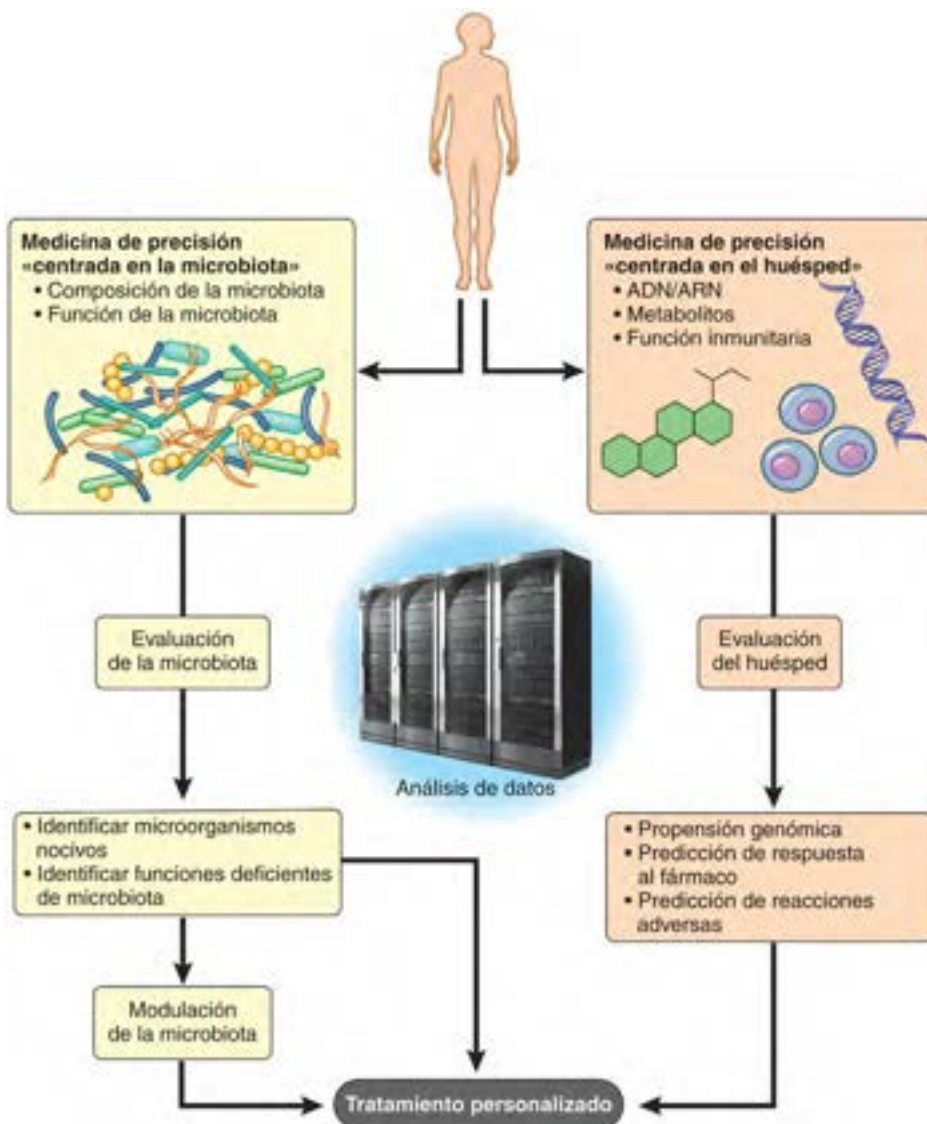 Medicina de precisión
«centrada en la microbiota»
• Composición de la microbiota
• Función de la microbiota
Medicina de precisión
«centrada en el huésped»
• ADN/ARN
• Metabolitos
• Función inmunitaria
Evaluación
de la microbiota
Análisis de datos
Evaluación
del huésped
• Identificar microorganismos
nocivos
• Identificar funciones deficientes
de microbiota
• Propensión genómica
• Predicción de respuesta
al fármaco
• Predicción de reacciones
adversas
Modulación
de la microbiota
Tratamiento personalizado